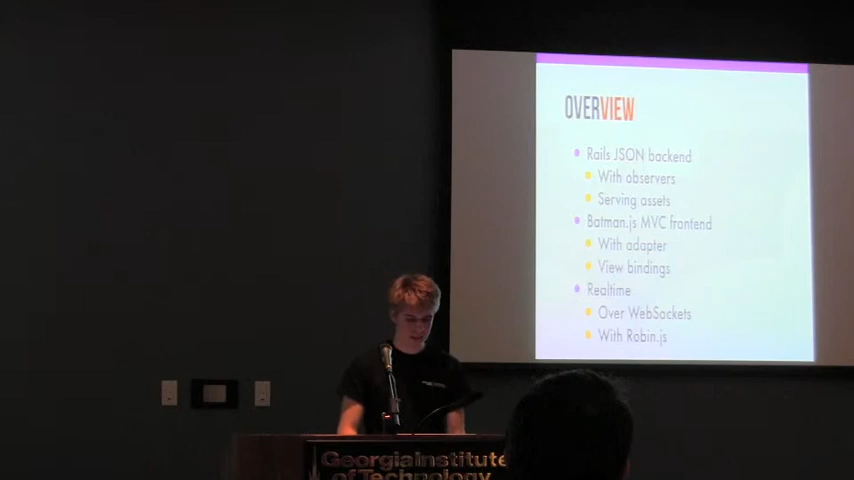 OVERVIEW
Rails JSON backend
With observers
Serving assets
Batman.js MVC frontend
With adapter
View bindings
Realtime
Over WebSockets
With Robin.js
Georgia Institute
of Technology